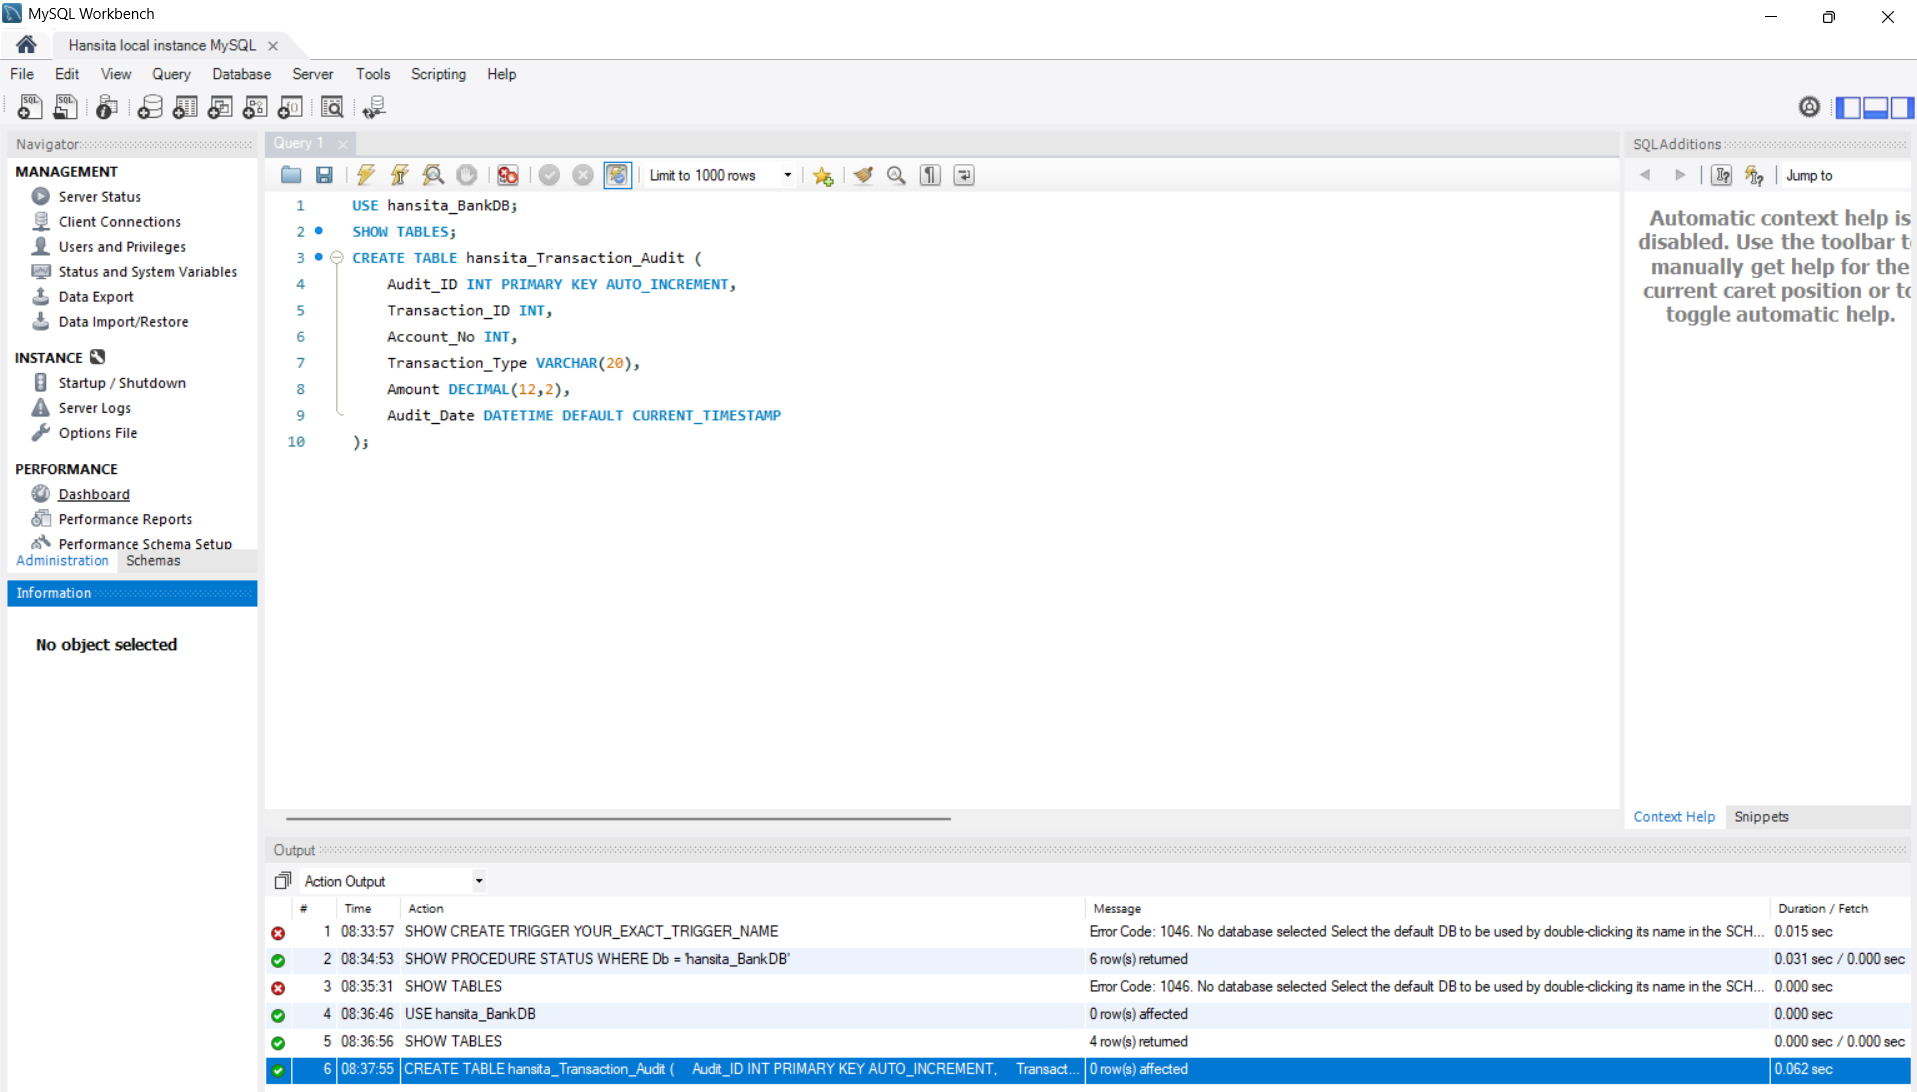 MySQL Workbench
Hansita local instance MySQL
File Edit View Query Database Server Tools Scripting Help
Navigator
MANAGEMENT
Server Status
Client Connections
Users and Privileges
Status and System Variables
Data Export
Data Import/Restore
INSTANCE
Startup / Shutdown
Server Logs
Options File
PERFORMANCE
Dashboard
Performance Reports
Performance Schema Setup
Administration Schemas
Information
No object selected
Query 1
Limit to 1000 rows
1 USE hansita_BankDB;
2 SHOW TABLES;
3 CREATE TABLE hansita_Transaction_Audit (
4 Audit_ID INT PRIMARY KEY AUTO_INCREMENT,
5 Transaction_ID INT,
6 Account_No INT,
7 Transaction_Type VARCHAR(20),
8 Amount DECIMAL(12,2),
9 Audit_Date DATETIME DEFAULT CURRENT_TIMESTAMP
10 );
SQLAdditions
Jump to
Automatic context help is
disabled. Use the toolbar to
manually get help for the
current caret position or to
toggle automatic help.
Context Help Snippets
Output
Action Output
# Time Action Message Duration / Fetch
1 08:33:57 SHOW CREATE TRIGGER YOUR_EXACT_TRIGGER_NAME Error Code: 1046. No database selected Select the default DB to be used by double-clicking its name in the SCH... 0.015 sec
2 08:34:53 SHOW PROCEDURE STATUS WHERE Db = 'hansita_BankDB' 6 row(s) returned 0.031 sec / 0.000 sec
3 08:35:31 SHOW TABLES Error Code: 1046. No database selected Select the default DB to be used by double-clicking its name in the SCH... 0.000 sec
4 08:36:46 USE hansita_BankDB 0 row(s) affected 0.000 sec
5 08:36:56 SHOW TABLES 4 row(s) returned 0.000 sec / 0.000 sec
6 08:37:55 CREATE TABLE hansita_Transaction_Audit ( Audit_ID INT PRIMARY KEY AUTO_INCREMENT, Transact... 0 row(s) affected 0.062 sec